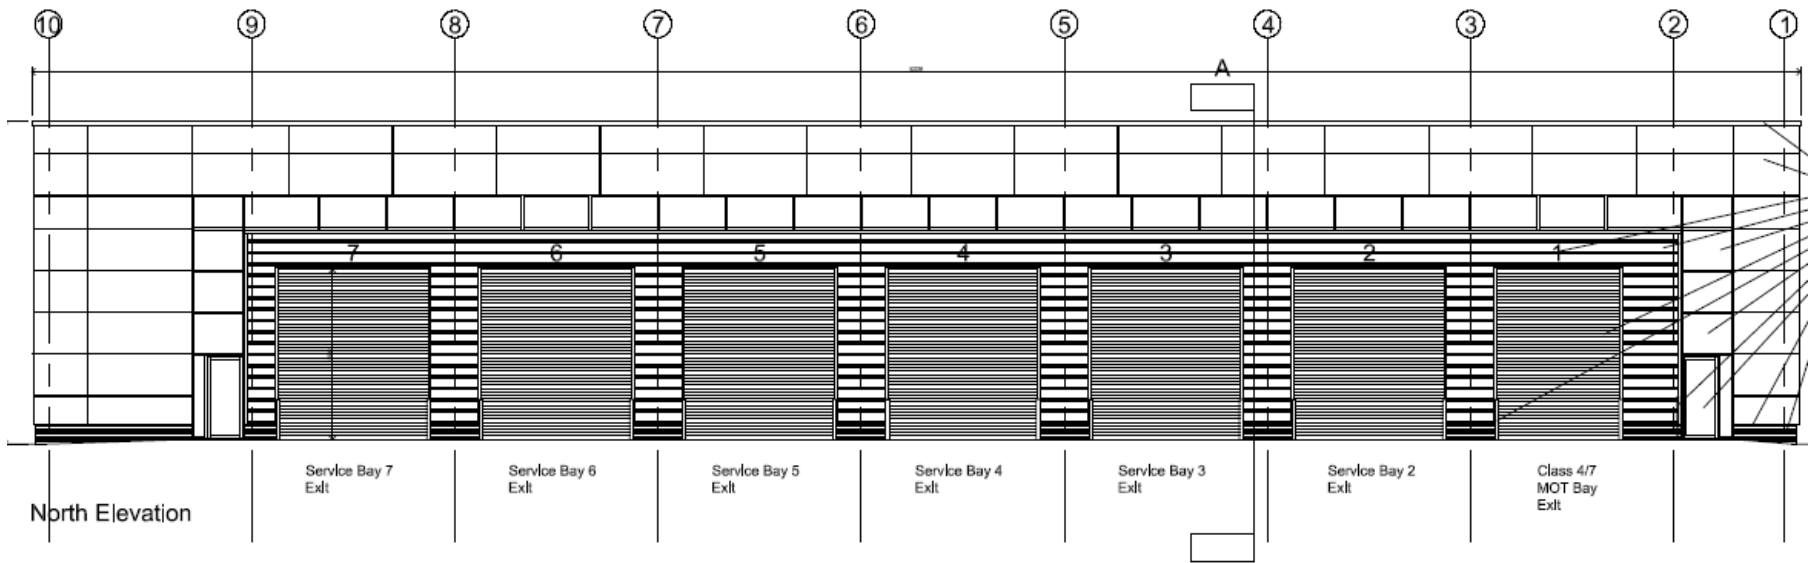 10 9 8 7 6 5 4 3 2 1
A
7 6 5 4 3 2 1
Service Bay 7
Exit
Service Bay 6
Exit
Service Bay 5
Exit
Service Bay 4
Exit
Service Bay 3
Exit
Service Bay 2
Exit
Class 4/7
MOT Bay
Exit
North Elevation